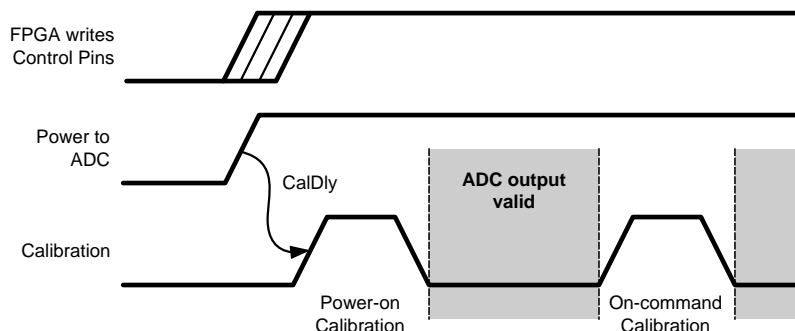 FPGA writes
Control Pins
Power to
ADC
CalDly
ADC output
valid
Calibration
Power-on
Calibration
On-command
Calibration